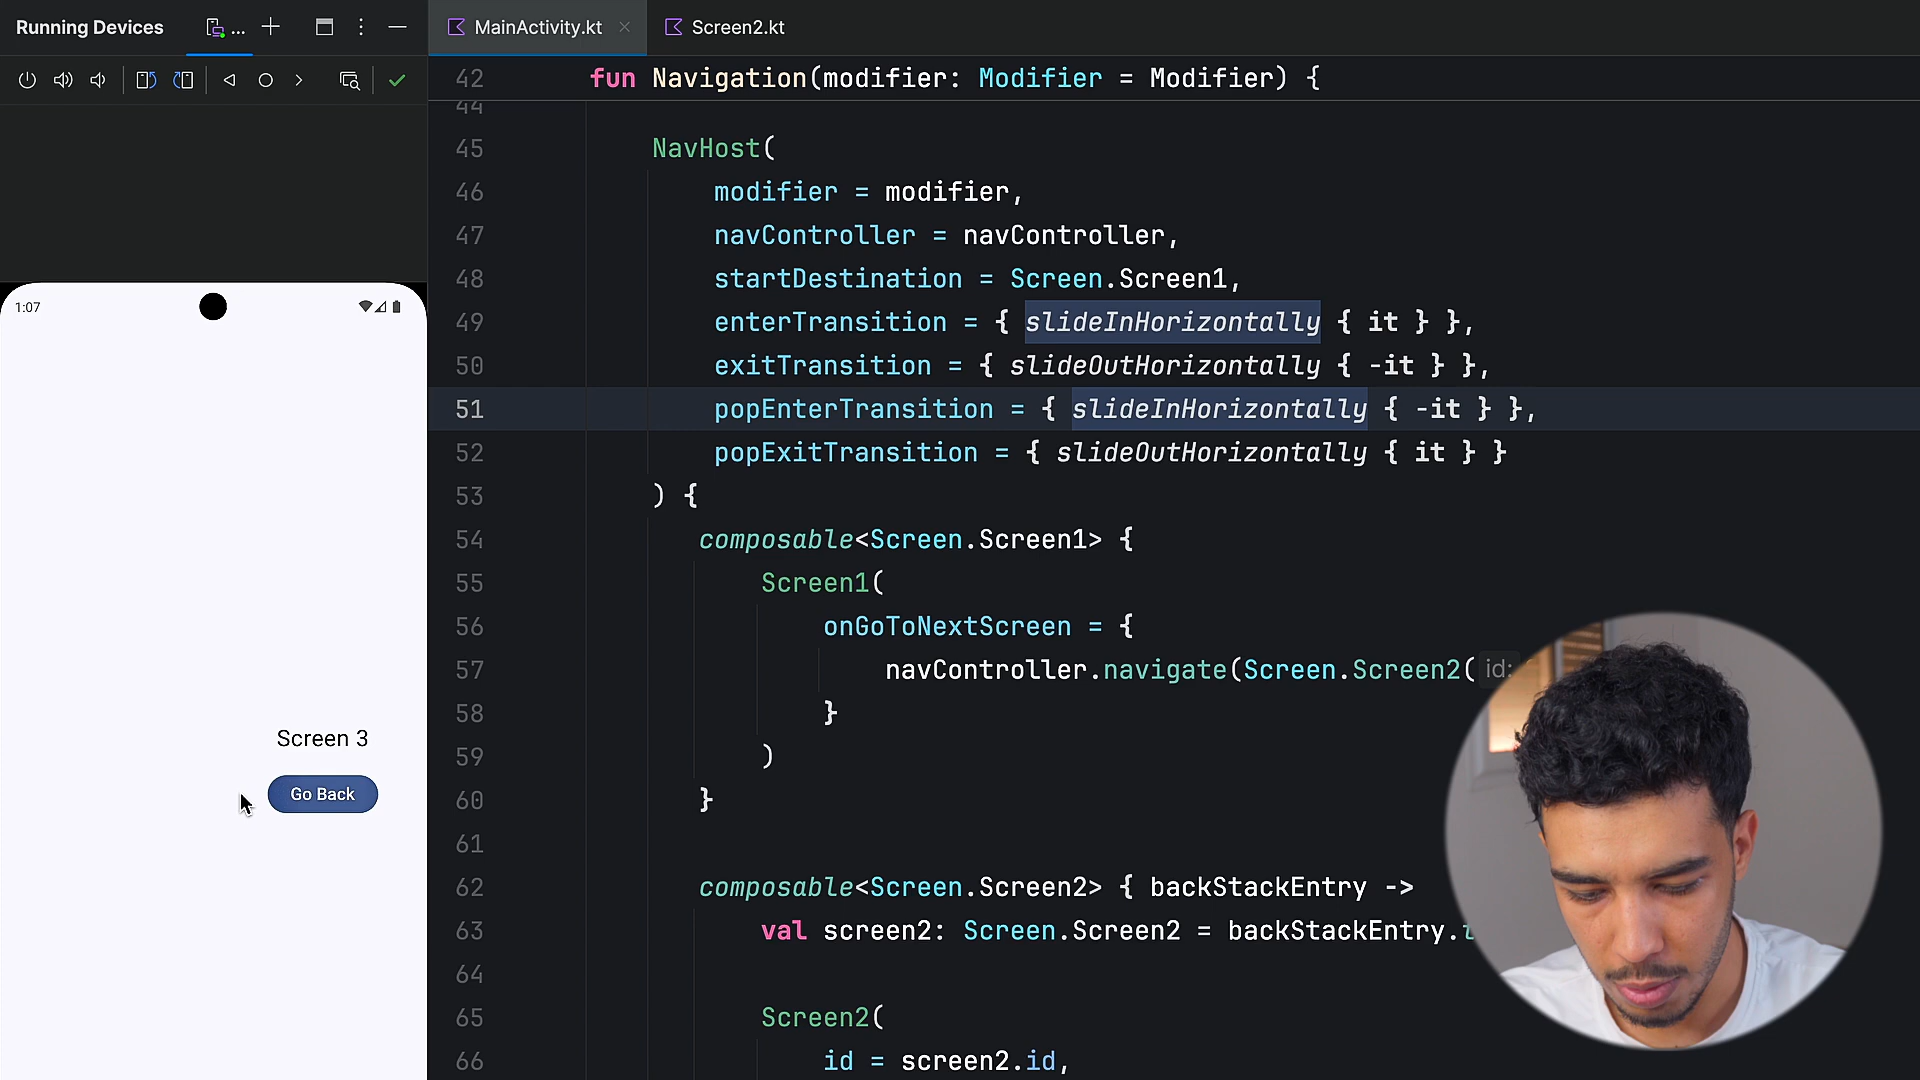 Running Devices
...
MainActivity.kt
Screen2.kt
42 fun Navigation(modifier: Modifier = Modifier) {
44
45 NavHost(
46 modifier = modifier,
47 navController = navController,
48 startDestination = Screen.Screen1,
49 enterTransition = { slideInHorizontally { it } },
50 exitTransition = { slideOutHorizontally { -it } },
51 popEnterTransition = { slideInHorizontally { -it } },
52 popExitTransition = { slideOutHorizontally { it } }
53 ) {
54 composable<Screen.Screen1> {
55 Screen1(
56 onGoToNextScreen = {
57 navController.navigate(Screen.Screen2( id:
58 }
59 )
60 }
61
62 composable<Screen.Screen2> { backStackEntry ->
63 val screen2: Screen.Screen2 = backStackEntry.
64
65 Screen2(
66 id = screen2.id,
1:07
Screen 3
Go Back